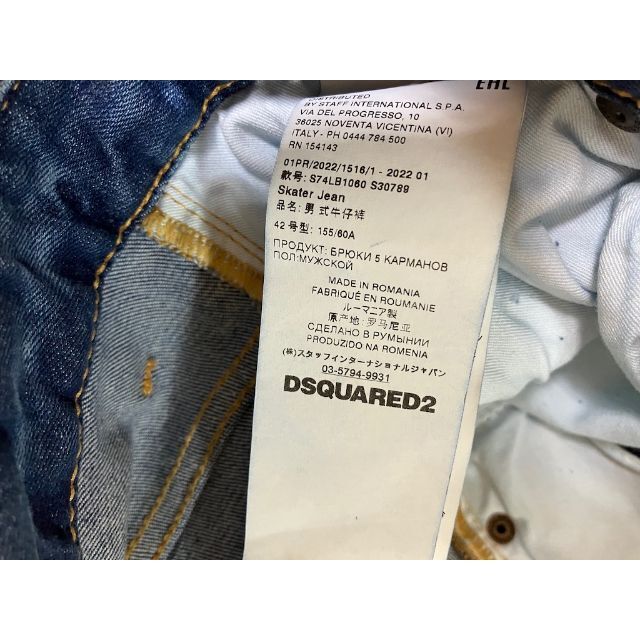 DISTRIBUTED
BY STAFF INTERNATIONAL S.P.A.
VIA DEL PROGRESSO, 10
36025 NOVENTA VICENTINA (VI)
ITALY - PH 0444 784 500
RN 154143
01PR/2022/1516/1 - 2022 01
款号: S74LB1060 S30789
Skater Jean
品名: 男式牛仔裤
42 号型: 155/60A
ПРОДУКТ: БРЮКИ 5 КАРМАНОВ
ПОЛ:МУЖСКОЙ
MADE IN ROMANIA
FABRIQUÉ EN ROUMANIE
ルーマニア製
原产地: 罗马尼亚
СДЕЛАНО В РУМЫНИИ
PRODUZIDO NA ROMENIA
(株)スタッフインターナショナルジャパン
03-5794-9931
DSQUARED2